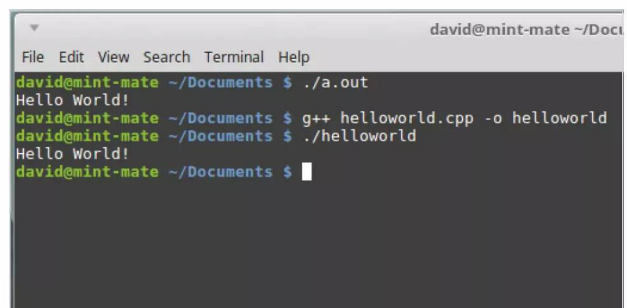 david@mint-mate ~/Docu
File Edit View Search Terminal Help
david@mint-mate ~/Documents $ ./a.out
Hello World!
david@mint-mate ~/Documents $ g++ helloworld.cpp -o helloworld
david@mint-mate ~/Documents $ ./helloworld
Hello World!
david@mint-mate ~/Documents $